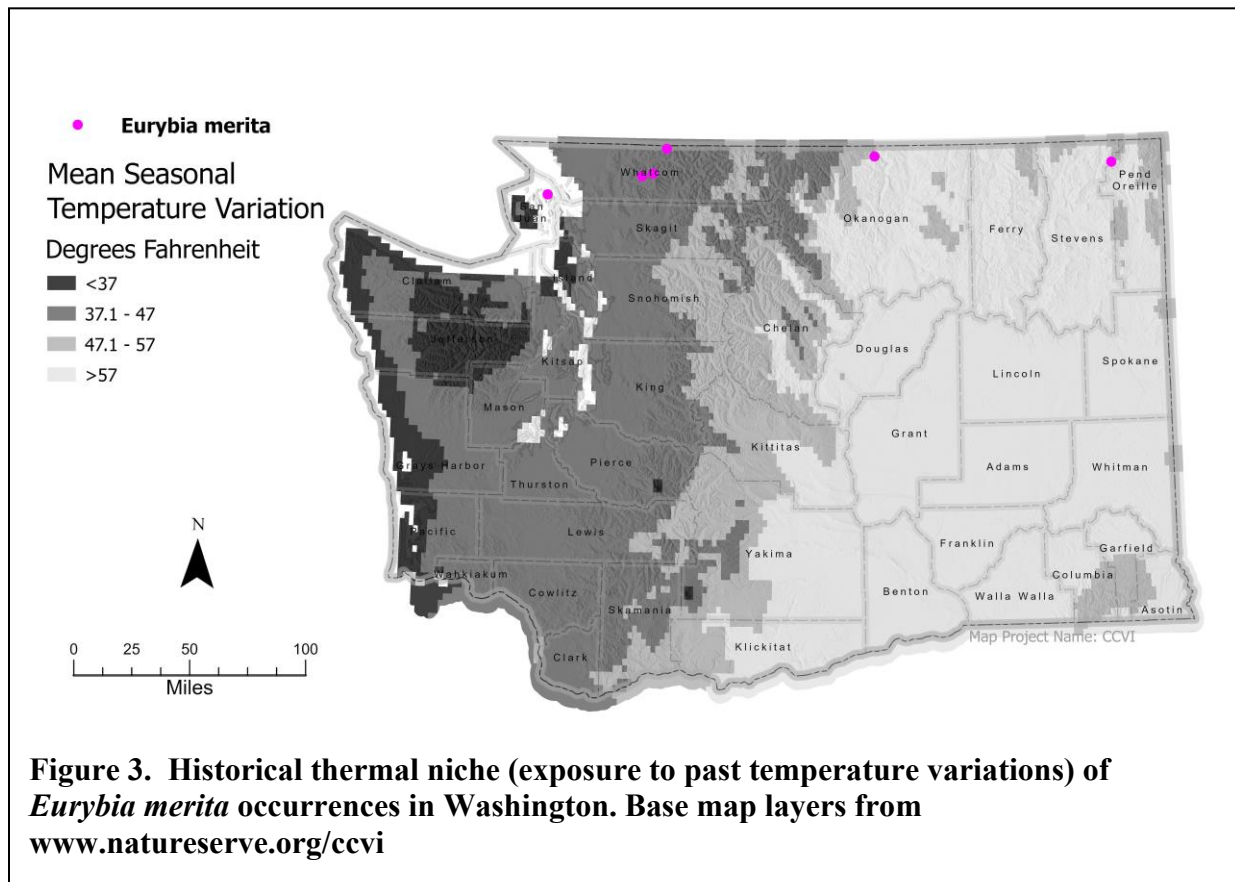 Eurybia merita
Mean Seasonal
Temperature Variation
Degrees Fahrenheit
<37
37.1 - 47
47.1 - 57
>57
N
0 25 50 100
Miles
Whatcom
San
Juan
Skagit
Okanogan
Ferry
Stevens
Pend
Oreille
Clallam
Island
Snohomish
Chelan
Jefferson
Kitsap
Douglas
Lincoln
Spokane
King
Mason
Kittitas
Grant
Grays Harbor
Pierce
Adams
Whitman
Thurston
Pacific
Lewis
Yakima
Franklin
Garfield
Wahkiakum
Columbia
Cowlitz
Skamania
Benton
Walla Walla
Asotin
Clark
Klickitat
Map Project Name: CCVI
Figure 3. Historical thermal niche (exposure to past temperature variations) of
Eurybia merita occurrences in Washington. Base map layers from
www.natureserve.org/ccvi